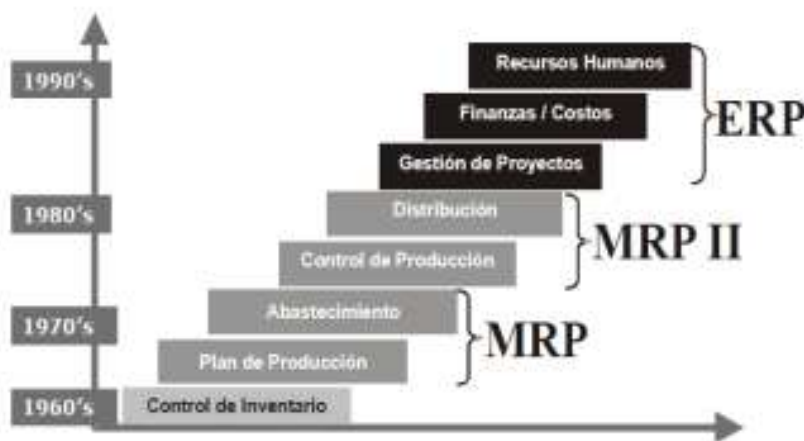 1990's
Recursos Humanos
Finanzas / Costos
ERP
Gestión de Proyectos
1980's
Distribución
MRP II
Control de Producción
1970's
Abastecimiento
MRP
Plan de Producción
1960's
Control de Inventario